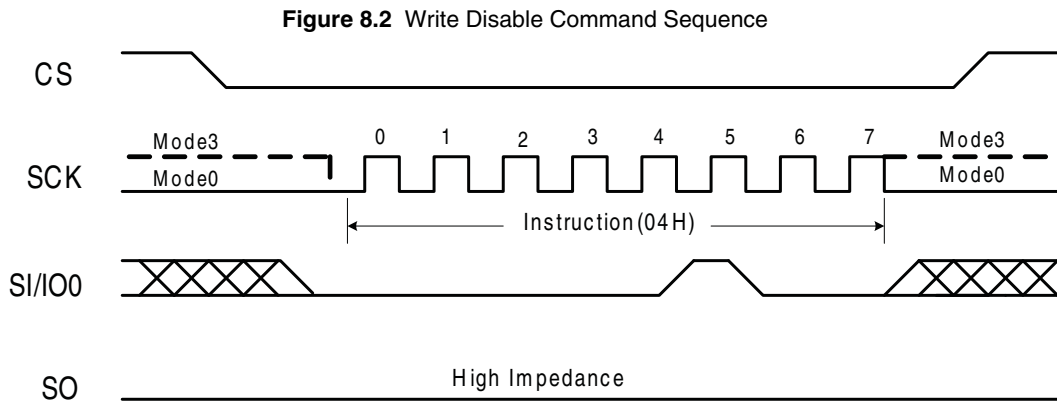 Figure 8.2 Write Disable Command Sequence
CS
0 1 2 3 4 5 6 7
Mode3 Mode3
SCK
Mode0 Mode0
Instruction(04H)
SI/IO0
High Impedance
SO